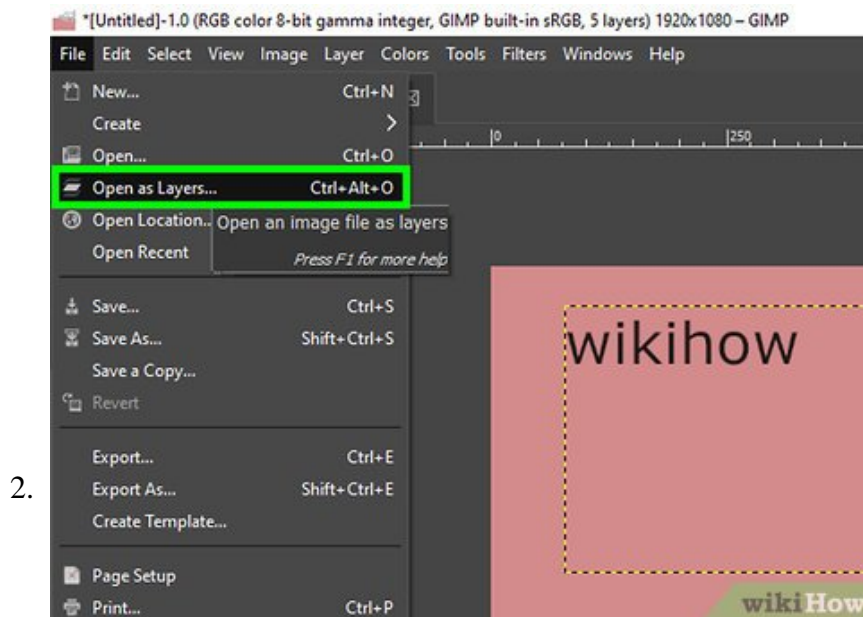 *[Untitled]-1.0 (RGB color 8-bit gamma integer, GIMP built-in sRGB, 5 layers) 1920x1080 – GIMP
File Edit Select View Image Layer Colors Tools Filters Windows Help
New... Ctrl+N
Create
Open... Ctrl+O
0 250
Open as Layers... Ctrl+Alt+O
Open Location... Open an image file as layers
Open Recent Press F1 for more help
Save... Ctrl+S
Save As... Shift+Ctrl+S
wikihow
Save a Copy...
Revert
Export... Ctrl+E
2. Export As... Shift+Ctrl+E
Create Template...
Page Setup
Print... Ctrl+P
wikiHow